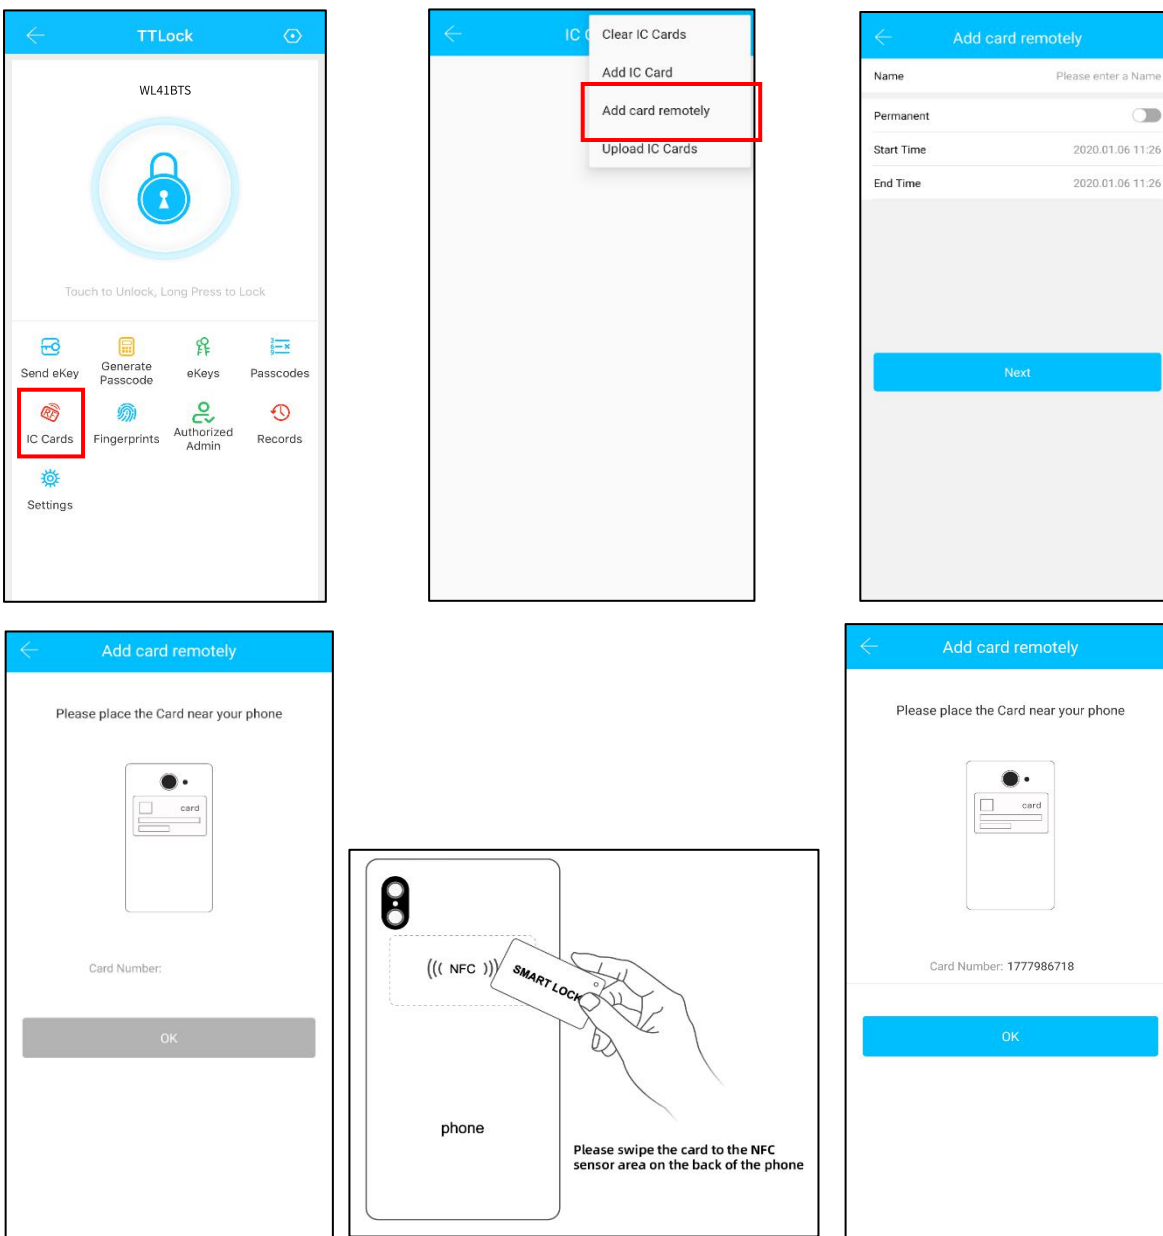 TTLock
WL41BTS
Touch to Unlock, Long Press to Lock
Send eKey
Generate
Passcode
eKeys
Passcodes
RF
IC Cards
Fingerprints
Authorized
Admin
Records
Settings
IC
Clear IC Cards
Add IC Card
Add card remotely
Upload IC Cards
Add card remotely
Name Please enter a Name
Permanent
Start Time 2020.01.06 11:26
End Time 2020.01.06 11:26
Next
Add card remotely
Please place the Card near your phone
card
Card Number:
OK
((( NFC )))
SMART LOCK
phone
Please swipe the card to the NFC
sensor area on the back of the phone
Add card remotely
Please place the Card near your phone
card
Card Number: 1777986718
OK